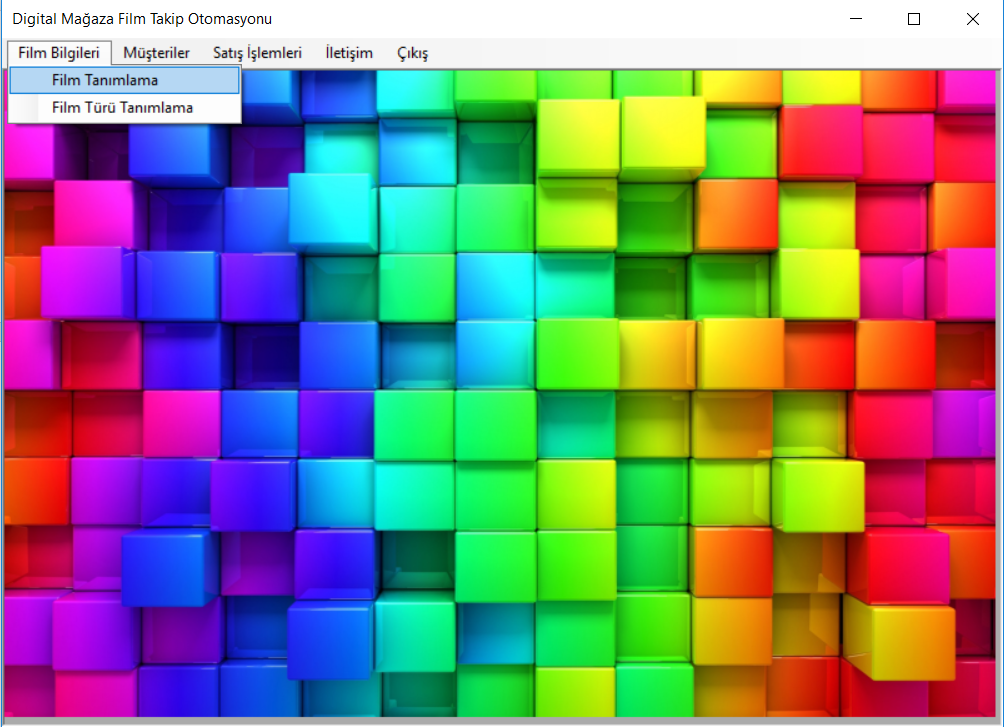 Digital Mağaza Film Takip Otomasyonu
Film Bilgileri Müşteriler Satış İşlemleri İletişim Çıkış
Film Tanımlama
Film Türü Tanımlama